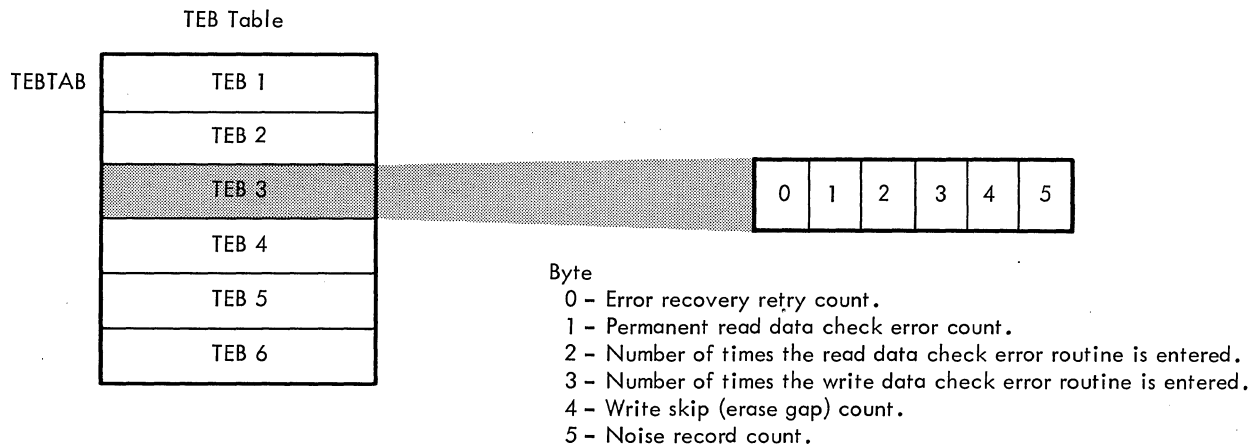 TEB Table
TEBTAB
TEB 1
TEB 2
TEB 3
TEB 4
TEB 5
TEB 6
0 1 2 3 4 5
Byte
0 – Error recovery retry count.
1 – Permanent read data check error count.
2 – Number of times the read data check error routine is entered.
3 – Number of times the write data check error routine is entered.
4 – Write skip (erase gap) count.
5 – Noise record count.